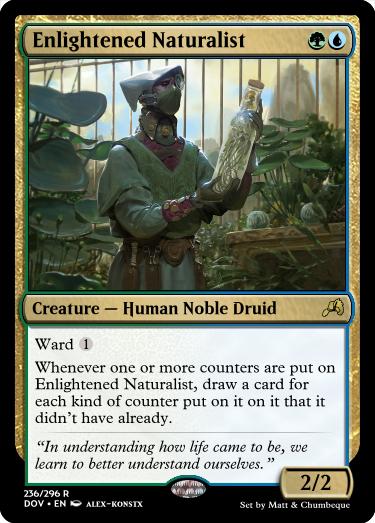 Enlightened Naturalist
Creature — Human Noble Druid
Ward 1
Whenever one or more counters are put on
Enlightened Naturalist, draw a card for
each kind of counter put on it on it that it
didn't have already.
“In understanding how life came to be, we
learn to better understand ourselves.”
2/2
236/296 R
DOV • EN ALEX-KONSTX
Set by Matt & Chumbeque